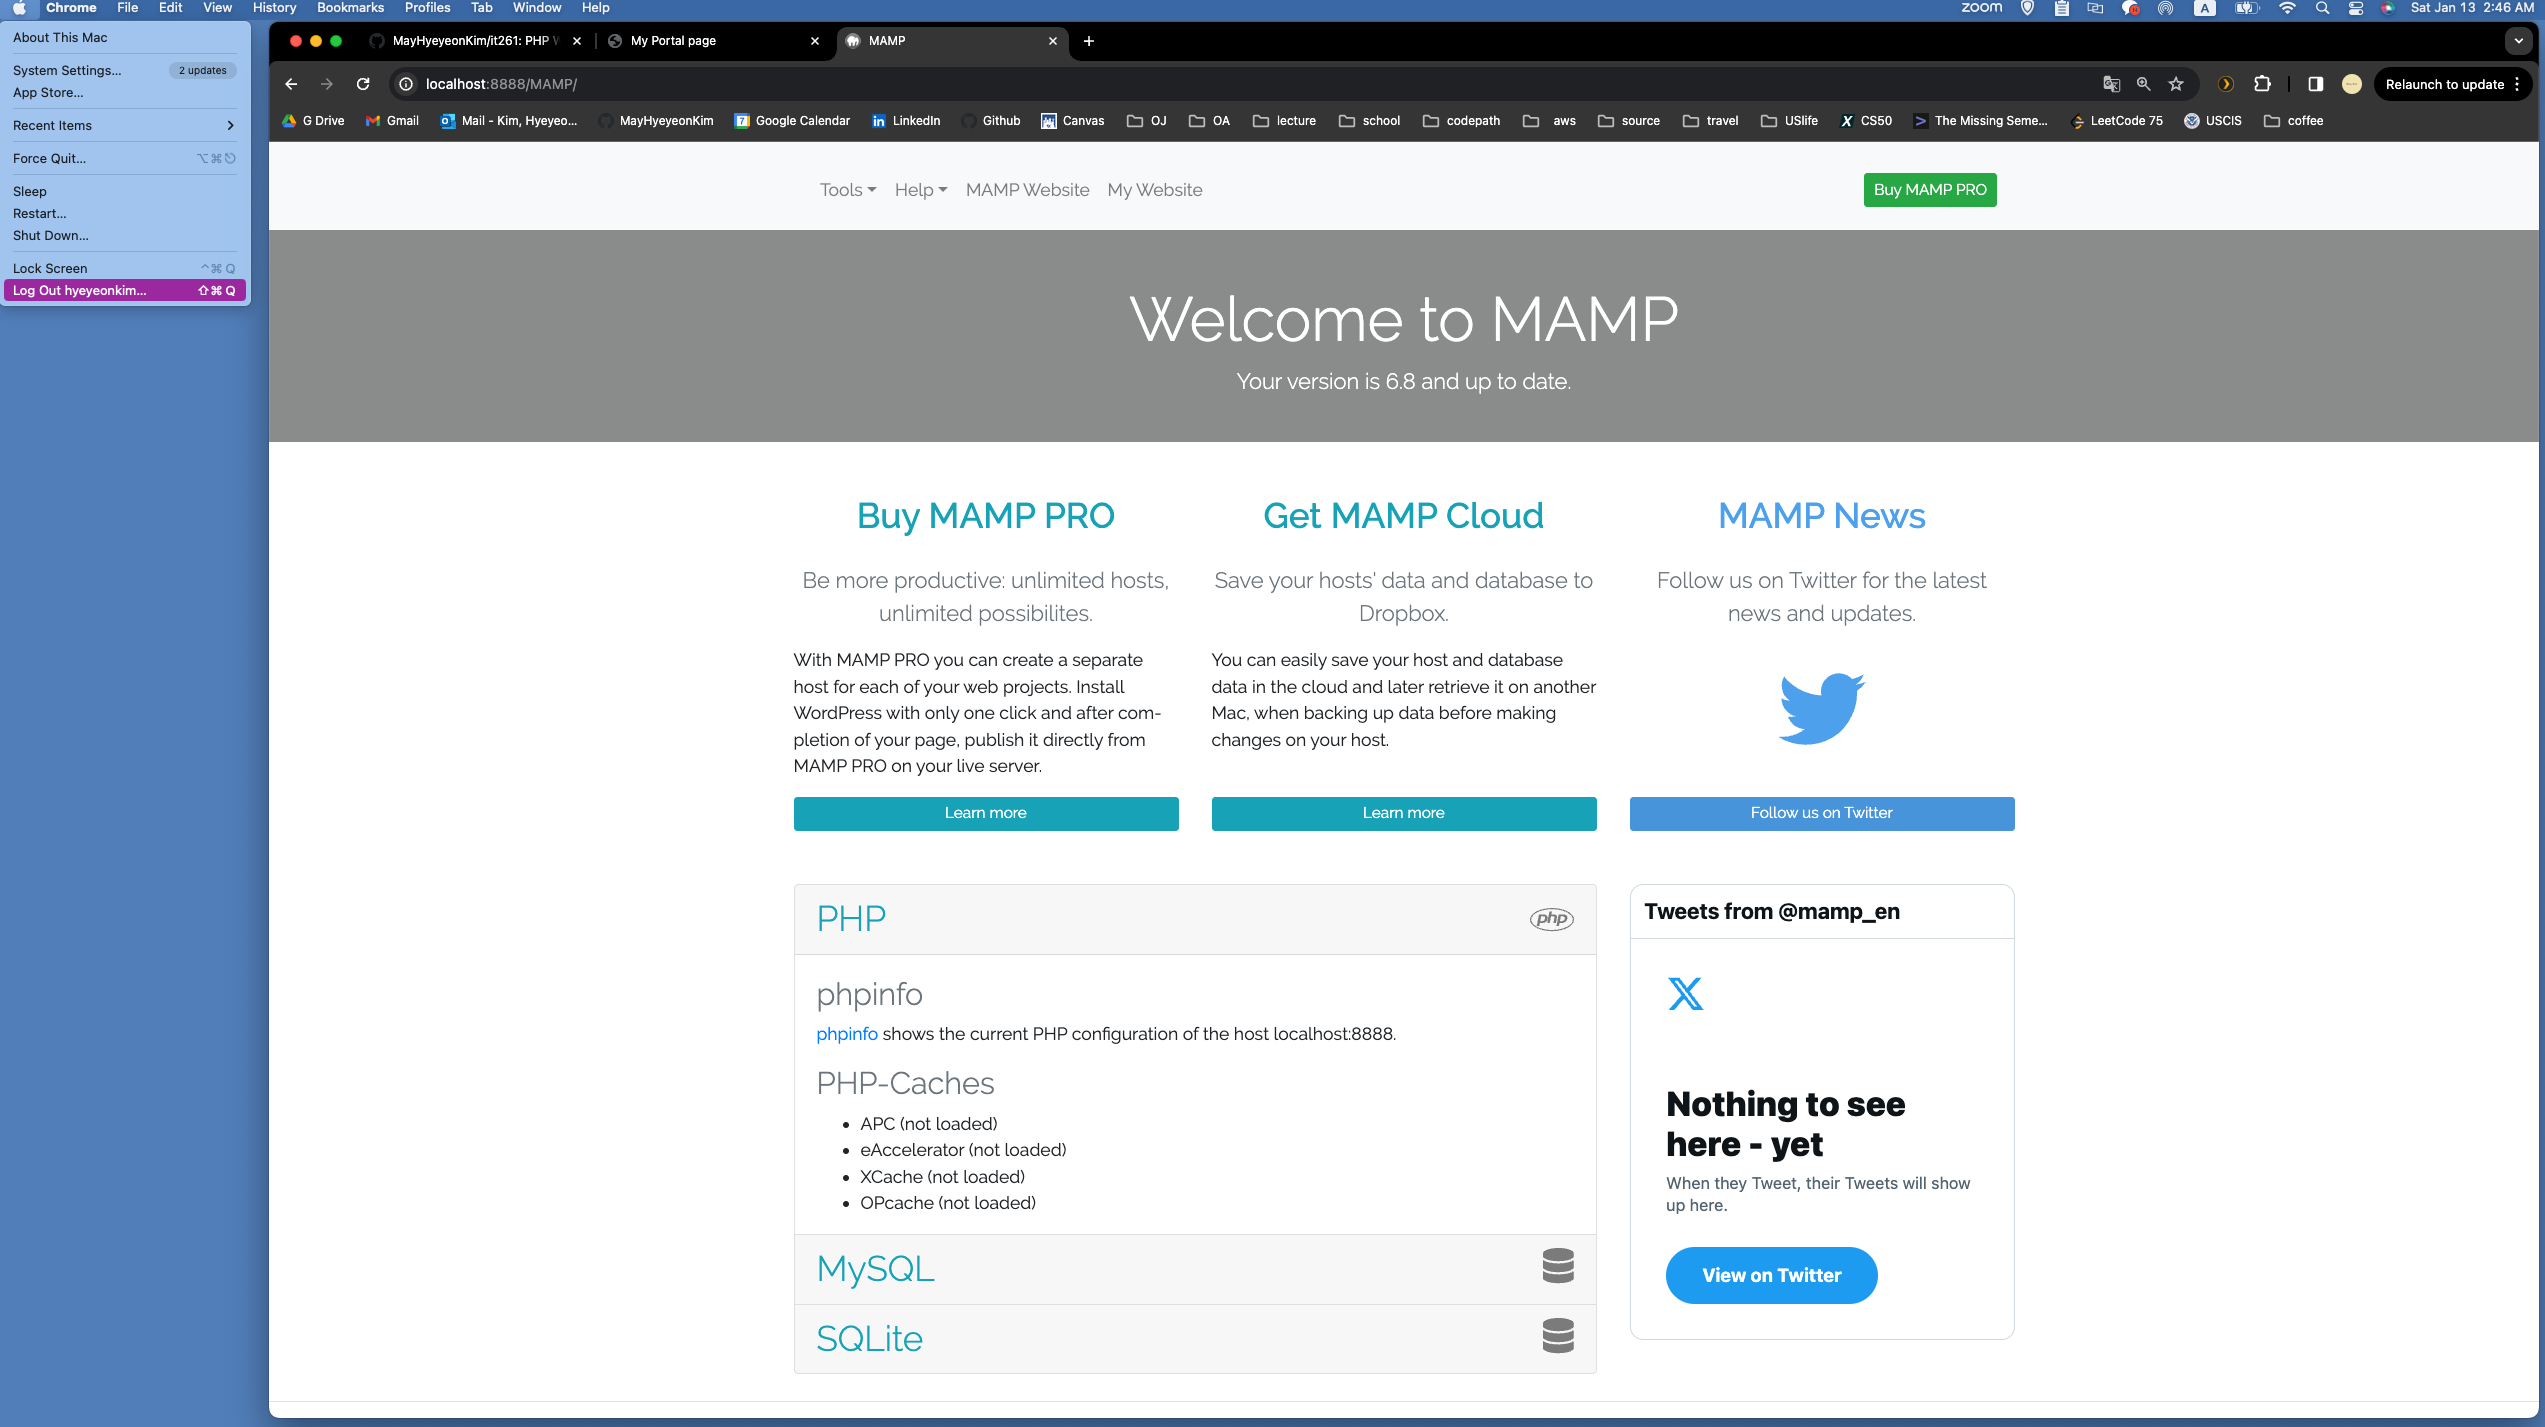 Chrome File Edit View History Bookmarks Profiles Tab Window Help
zoom A Sat Jan 13 2:46 AM
About This Mac
System Settings... 2 updates
App Store...
Recent Items
Force Quit... ⌥⌘⎋
Sleep
Restart...
Shut Down...
Lock Screen ^⌘Q
Log Out hyeyeonkim... ⇧⌘Q
MayHyeyeonKim/it261: PHP
My Portal page
MAMP
localhost:8888/MAMP/
Relaunch to update
G Drive Gmail Mail - Kim, Hyeyeo... MayHyeyeonKim Google Calendar LinkedIn Github Canvas OJ OA lecture school codepath aws source travel USlife CS50 The Missing Seme... LeetCode 75 USCIS coffee
Tools Help MAMP Website My Website Buy MAMP PRO
Welcome to MAMP
Your version is 6.8 and up to date.
Buy MAMP PRO
Be more productive: unlimited hosts,
unlimited possibilites.
With MAMP PRO you can create a separate
host for each of your web projects. Install
WordPress with only one click and after com-
pletion of your page, publish it directly from
MAMP PRO on your live server.
Learn more
Get MAMP Cloud
Save your hosts' data and database to
Dropbox.
You can easily save your host and database
data in the cloud and later retrieve it on another
Mac, when backing up data before making
changes on your host.
Learn more
MAMP News
Follow us on Twitter for the latest
news and updates.
Follow us on Twitter
PHP
php
phpinfo
phpinfo shows the current PHP configuration of the host localhost:8888.
PHP-Caches
• APC (not loaded)
• eAccelerator (not loaded)
• XCache (not loaded)
• OPcache (not loaded)
MySQL
SQLite
Tweets from @mamp_en
Nothing to see
here - yet
When they Tweet, their Tweets will show
up here.
View on Twitter